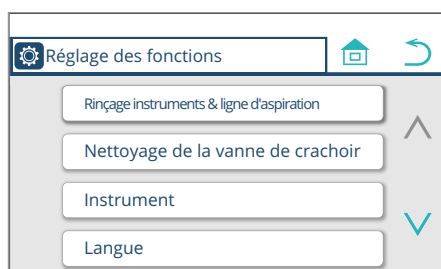 Réglage des fonctions
Rinçage instruments & ligne d'aspiration
Nettoyage de la vanne de crachoir
Instrument
Langue